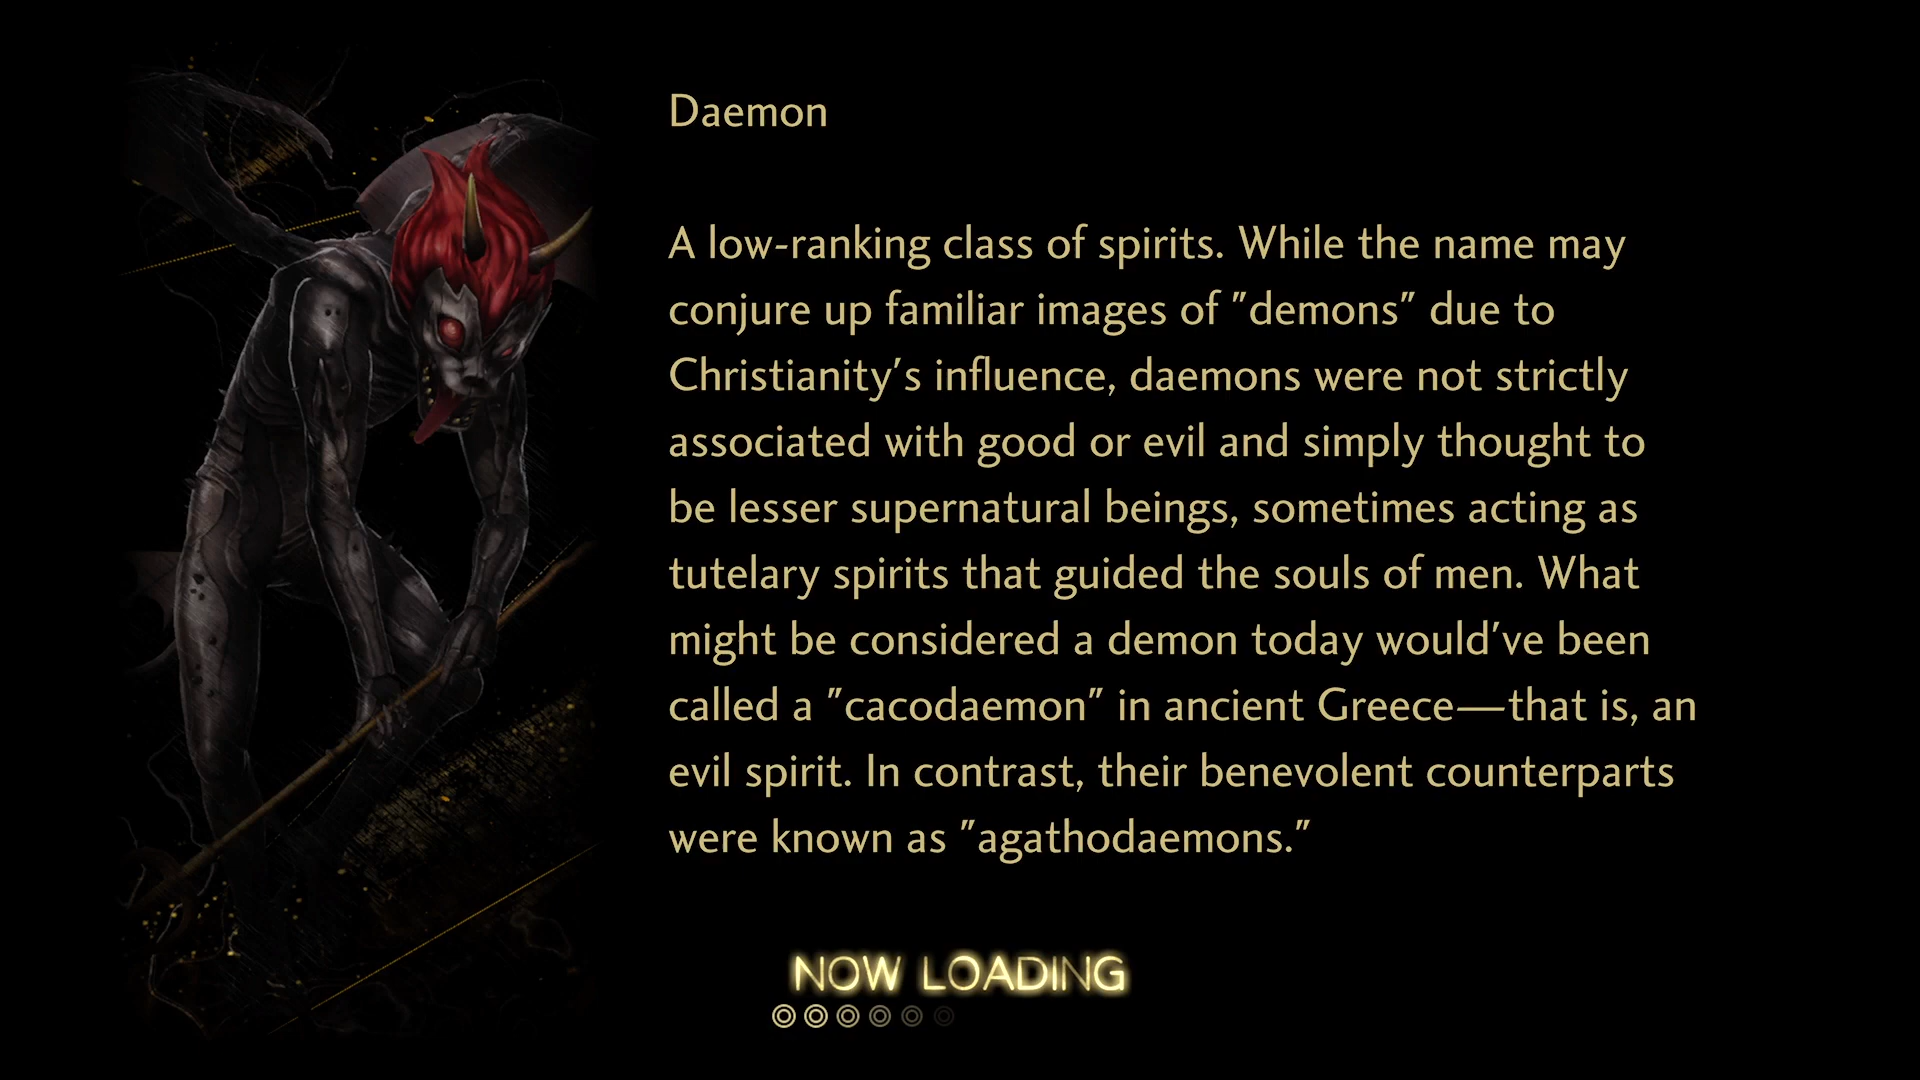 Daemon
A low-ranking class of spirits. While the name may
conjure up familiar images of "demons" due to
Christianity's influence, daemons were not strictly
associated with good or evil and simply thought to
be lesser supernatural beings, sometimes acting as
tutelary spirits that guided the souls of men. What
might be considered a demon today would've been
called a "cacodaemon" in ancient Greece—that is, an
evil spirit. In contrast, their benevolent counterparts
were known as "agathodaemons."
NOW LOADING